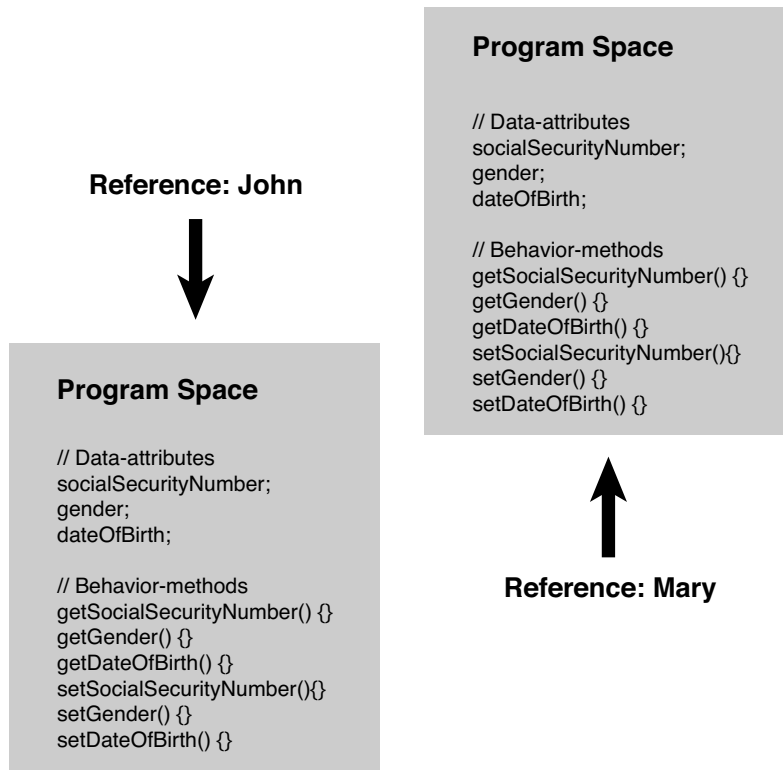 Reference: John
Program Space
// Data-attributes
socialSecurityNumber;
gender;
dateOfBirth;
// Behavior-methods
getSocialSecurityNumber() {}
getGender() {}
getDateOfBirth() {}
setSocialSecurityNumber(){}
setGender() {}
setDateOfBirth() {}
Program Space
// Data-attributes
socialSecurityNumber;
gender;
dateOfBirth;
// Behavior-methods
getSocialSecurityNumber() {}
getGender() {}
getDateOfBirth() {}
setSocialSecurityNumber(){}
setGender() {}
setDateOfBirth() {}
Reference: Mary